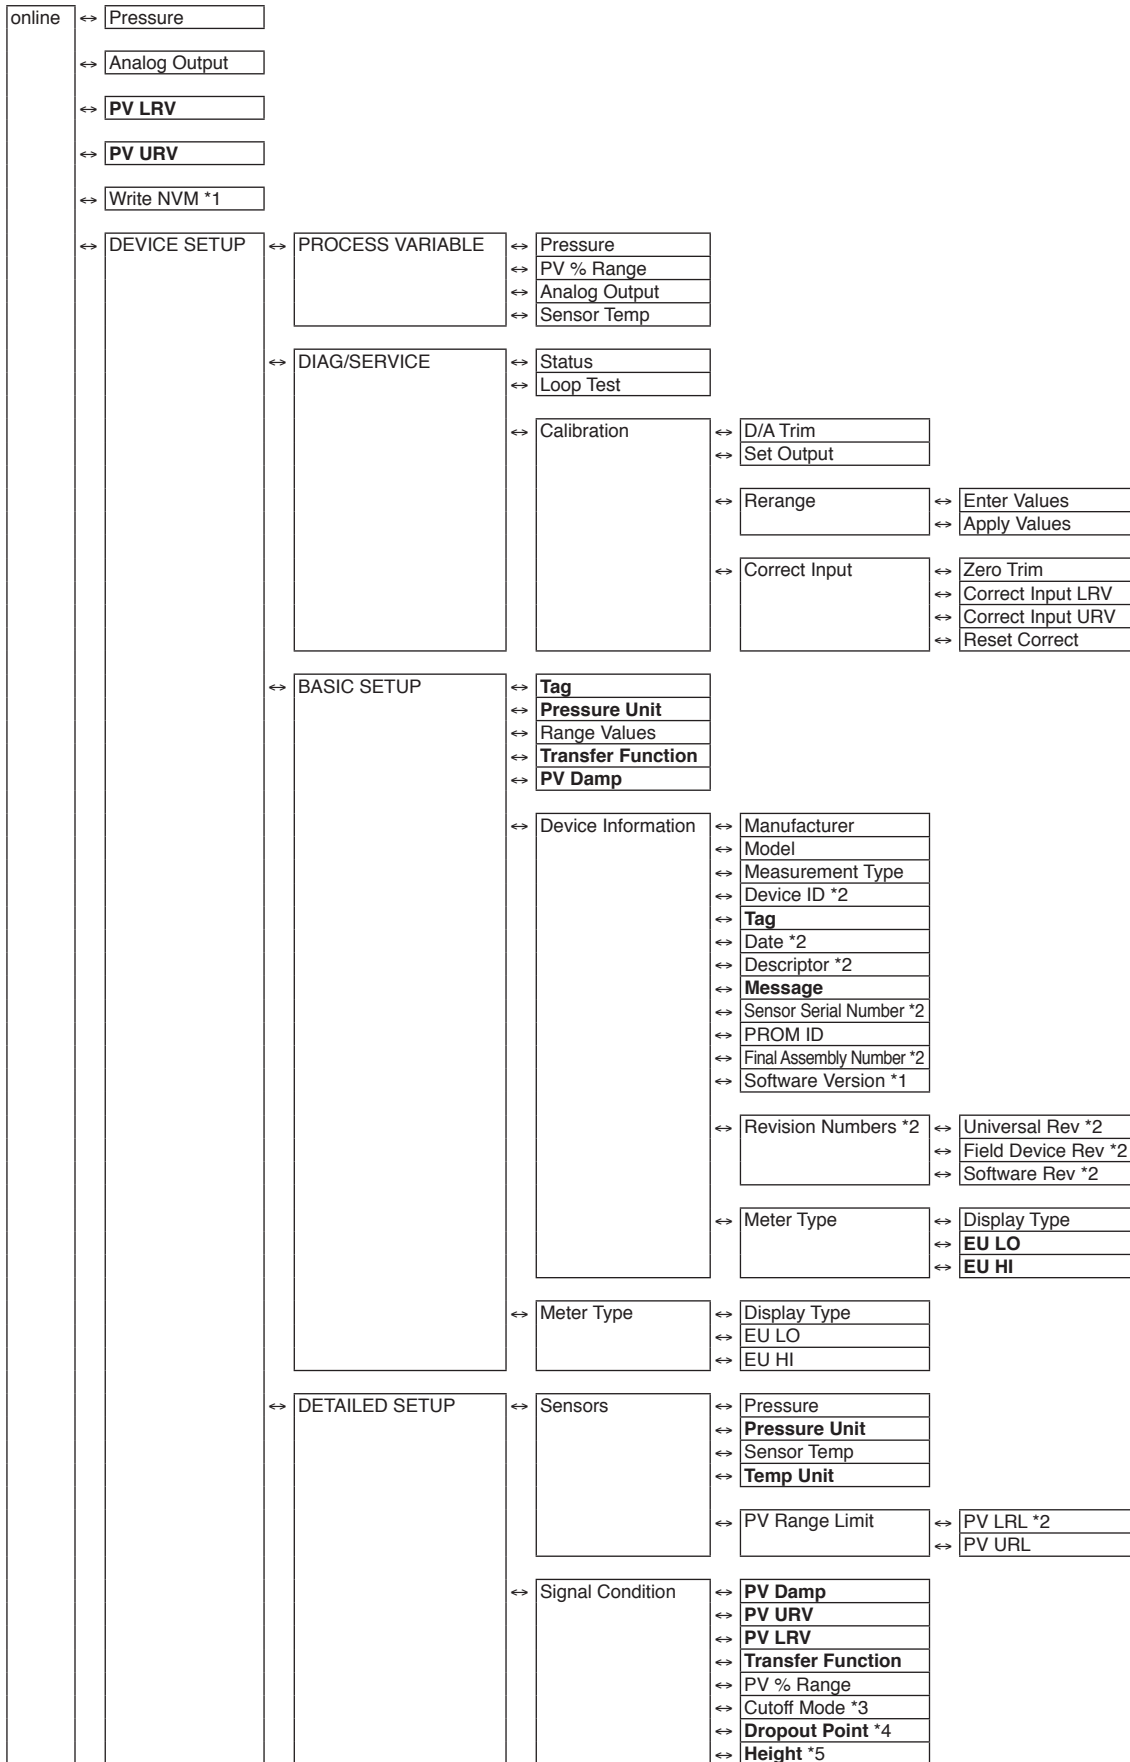 online ↔ Pressure
↔ Analog Output
↔ PV LRV
↔ PV URV
↔ Write NVM *1
↔ DEVICE SETUP ↔ PROCESS VARIABLE ↔ Pressure
↔ PV % Range
↔ Analog Output
↔ Sensor Temp
↔ DIAG/SERVICE ↔ Status
↔ Loop Test
↔ Calibration ↔ D/A Trim
↔ Set Output
↔ Rerange ↔ Enter Values
↔ Apply Values
↔ Correct Input ↔ Zero Trim
↔ Correct Input LRV
↔ Correct Input URV
↔ Reset Correct
↔ BASIC SETUP ↔ Tag
↔ Pressure Unit
↔ Range Values
↔ Transfer Function
↔ PV Damp
↔ Device Information ↔ Manufacturer
↔ Model
↔ Measurement Type
↔ Device ID *2
↔ Tag
↔ Date *2
↔ Descriptor *2
↔ Message
↔ Sensor Serial Number *2
↔ PROM ID
↔ Final Assembly Number *2
↔ Software Version *1
↔ Revision Numbers *2 ↔ Universal Rev *2
↔ Field Device Rev *2
↔ Software Rev *2
↔ Meter Type ↔ Display Type
↔ EU LO
↔ EU HI
↔ Meter Type ↔ Display Type
↔ EU LO
↔ EU HI
↔ DETAILED SETUP ↔ Sensors ↔ Pressure
↔ Pressure Unit
↔ Sensor Temp
↔ Temp Unit
↔ PV Range Limit ↔ PV LRL *2
↔ PV URL
↔ Signal Condition ↔ PV Damp
↔ PV URV
↔ PV LRV
↔ Transfer Function
↔ PV % Range
↔ Cutoff Mode *3
↔ Dropout Point *4
↔ Height *5